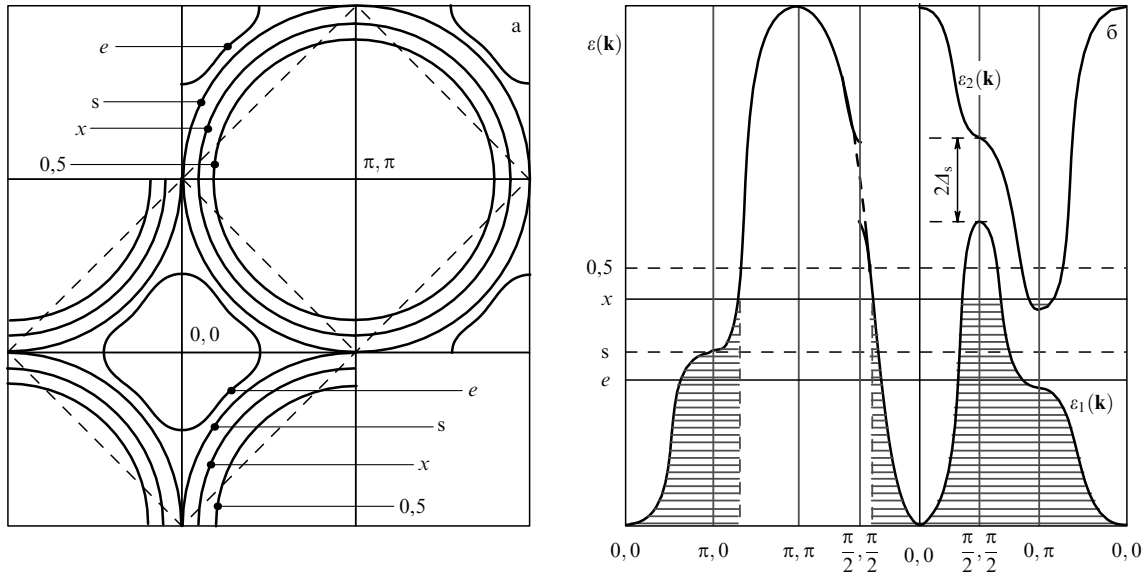 а
e
s
x
0,5
π, π
0, 0
e
s
x
0,5
б
ε(k)
ε₂(k)
2Δₛ
0,5
x
s
e
ε₁(k)
0, 0
π, 0
π, π
π/2, π/2
0, 0
π/2, π/2
0, π
0, 0